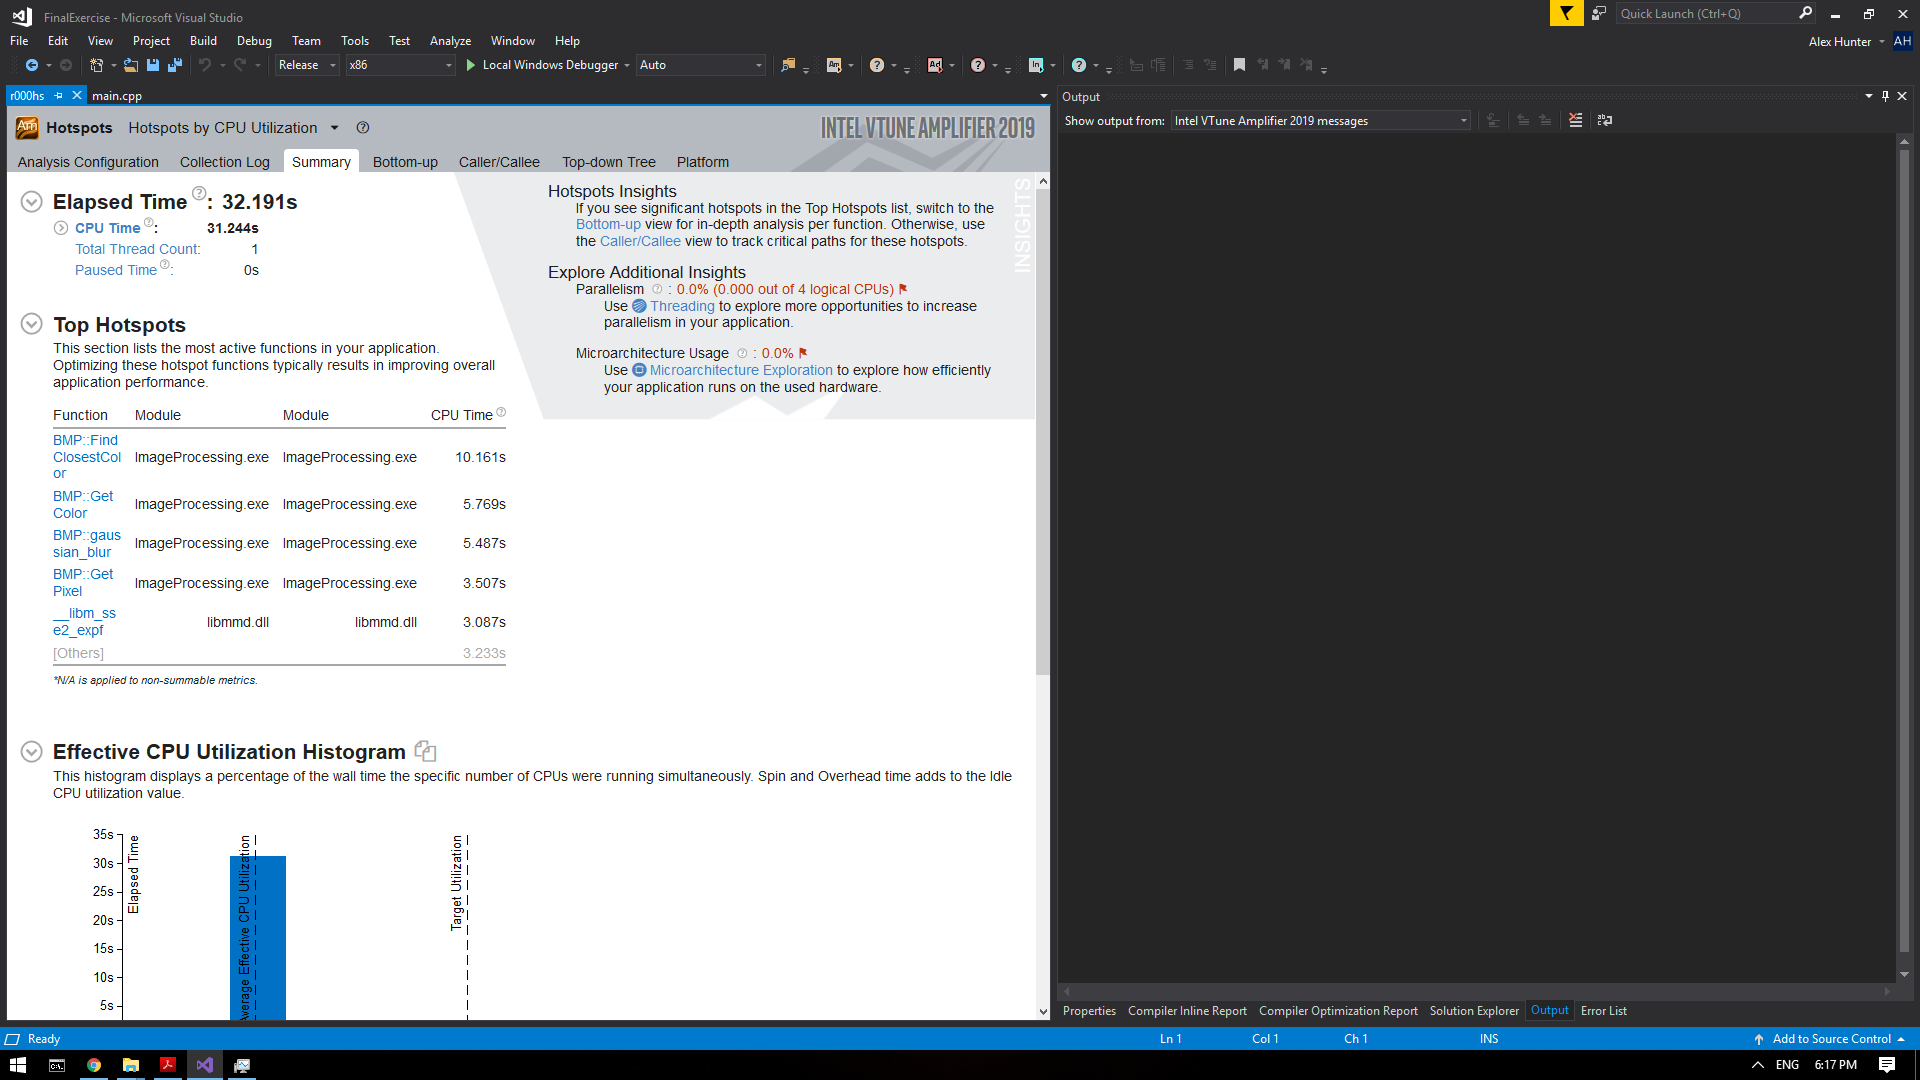 FinalExercise - Microsoft Visual Studio
Quick Launch (Ctrl+Q)
File Edit View Project Build Debug Team Tools Test Analyze Window Help
Alex Hunter AH
Release x86 Local Windows Debugger Auto
r000hs main.cpp
Output
Am Hotspots Hotspots by CPU Utilization
INTEL VTUNE AMPLIFIER 2019
Show output from: Intel VTune Amplifier 2019 messages
Analysis Configuration Collection Log Summary Bottom-up Caller/Callee Top-down Tree Platform
Elapsed Time ? : 32.191s
CPU Time ? : 31.244s
Total Thread Count: 1
Paused Time ? : 0s
INSIGHTS
Hotspots Insights
If you see significant hotspots in the Top Hotspots list, switch to the
Bottom-up view for in-depth analysis per function. Otherwise, use
the Caller/Callee view to track critical paths for these hotspots.
Explore Additional Insights
Parallelism ? : 0.0% (0.000 out of 4 logical CPUs)
Use Threading to explore more opportunities to increase
parallelism in your application.
Microarchitecture Usage ? : 0.0%
Use Microarchitecture Exploration to explore how efficiently
your application runs on the used hardware.
Top Hotspots
This section lists the most active functions in your application.
Optimizing these hotspot functions typically results in improving overall
application performance.
Function Module Module CPU Time ?
BMP::Find
ClosestCol
or
ImageProcessing.exe ImageProcessing.exe 10.161s
BMP::Get
Color
ImageProcessing.exe ImageProcessing.exe 5.769s
BMP::gaus
sian_blur
ImageProcessing.exe ImageProcessing.exe 5.487s
BMP::Get
Pixel
ImageProcessing.exe ImageProcessing.exe 3.507s
__libm_ss
e2_expf
libmmd.dll libmmd.dll 3.087s
[Others] 3.233s
*N/A is applied to non-summable metrics.
Effective CPU Utilization Histogram
This histogram displays a percentage of the wall time the specific number of CPUs were running simultaneously. Spin and Overhead time adds to the Idle
CPU utilization value.
35s
30s
25s
20s
15s
10s
5s
Elapsed Time
Average Effective CPU Utilization
Target Utilization
Properties Compiler Inline Report Compiler Optimization Report Solution Explorer Output Error List
Ready Ln 1 Col 1 Ch 1 INS Add to Source Control
ENG 6:17 PM